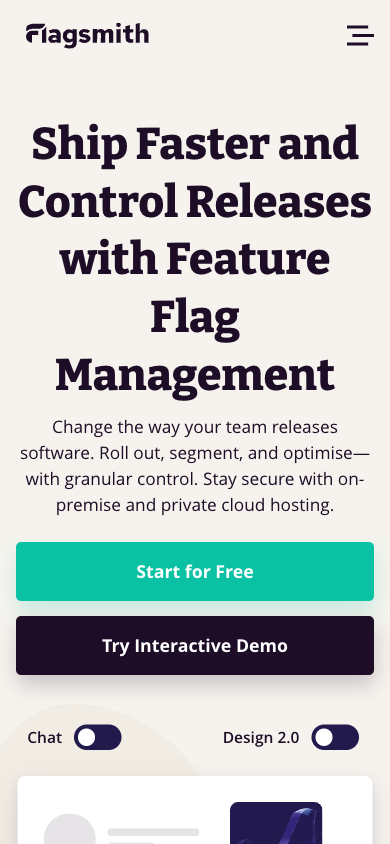 Flagsmith
Ship Faster and
Control Releases
with Feature
Flag
Management
Change the way your team releases
software. Roll out, segment, and optimise—
with granular control. Stay secure with on-
premise and private cloud hosting.
Start for Free
Try Interactive Demo
Chat Design 2.0